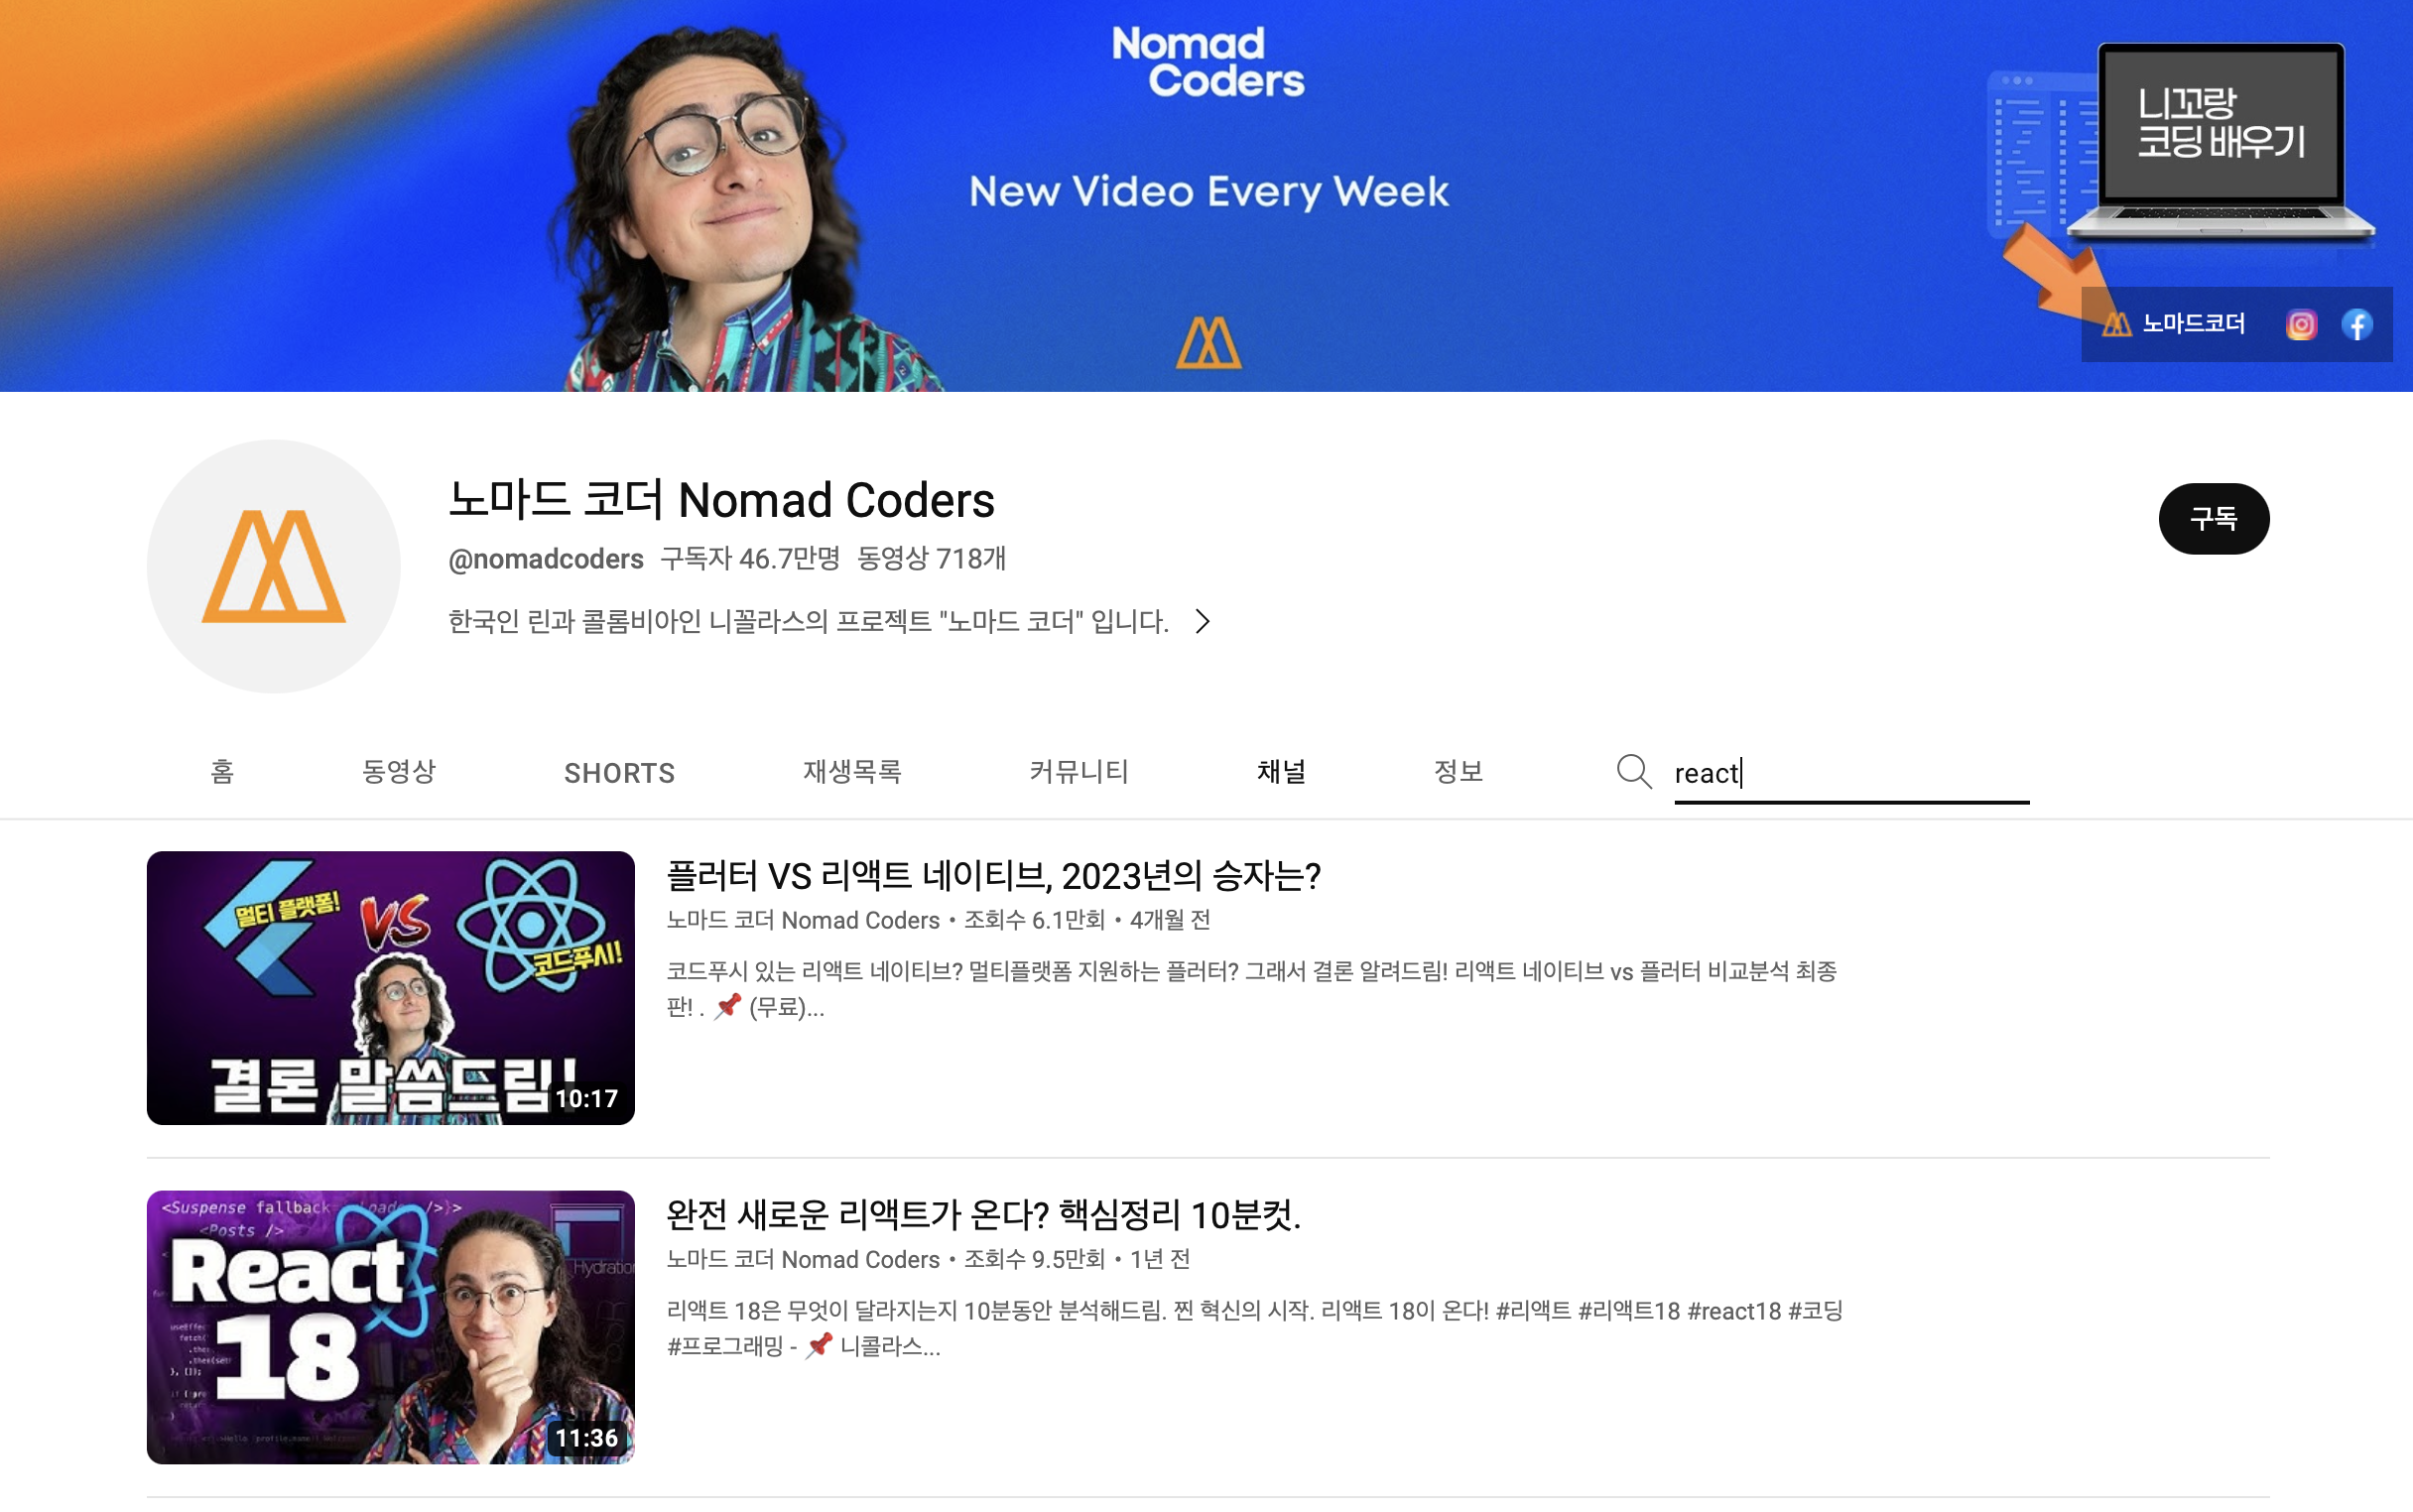 Nomad
Coders
New Video Every Week
니꼬랑
코딩 배우기
노마드코더
노마드 코더 Nomad Coders
@nomadcoders 구독자 46.7만명 동영상 718개
한국인 린과 콜롬비아인 니꼴라스의 프로젝트 "노마드 코더" 입니다.
구독
홈 동영상 SHORTS 재생목록 커뮤니티 채널 정보 react
멀티 플랫폼!
VS
코드푸시!
결론 말씀드림!
10:17
플러터 VS 리액트 네이티브, 2023년의 승자는?
노마드 코더 Nomad Coders • 조회수 6.1만회 • 4개월 전
코드푸시 있는 리액트 네이티브? 멀티플랫폼 지원하는 플러터? 그래서 결론 알려드림! 리액트 네이티브 vs 플러터 비교분석 최종
판! . 📌 (무료)...
<Suspense fallback />}>
<Posts />
React
18
Hydration
11:36
완전 새로운 리액트가 온다? 핵심정리 10분컷.
노마드 코더 Nomad Coders • 조회수 9.5만회 • 1년 전
리액트 18은 무엇이 달라지는지 10분동안 분석해드림. 찐 혁신의 시작. 리액트 18이 온다! #리액트 #리액트18 #react18 #코딩
#프로그래밍 - 📌 니콜라스...